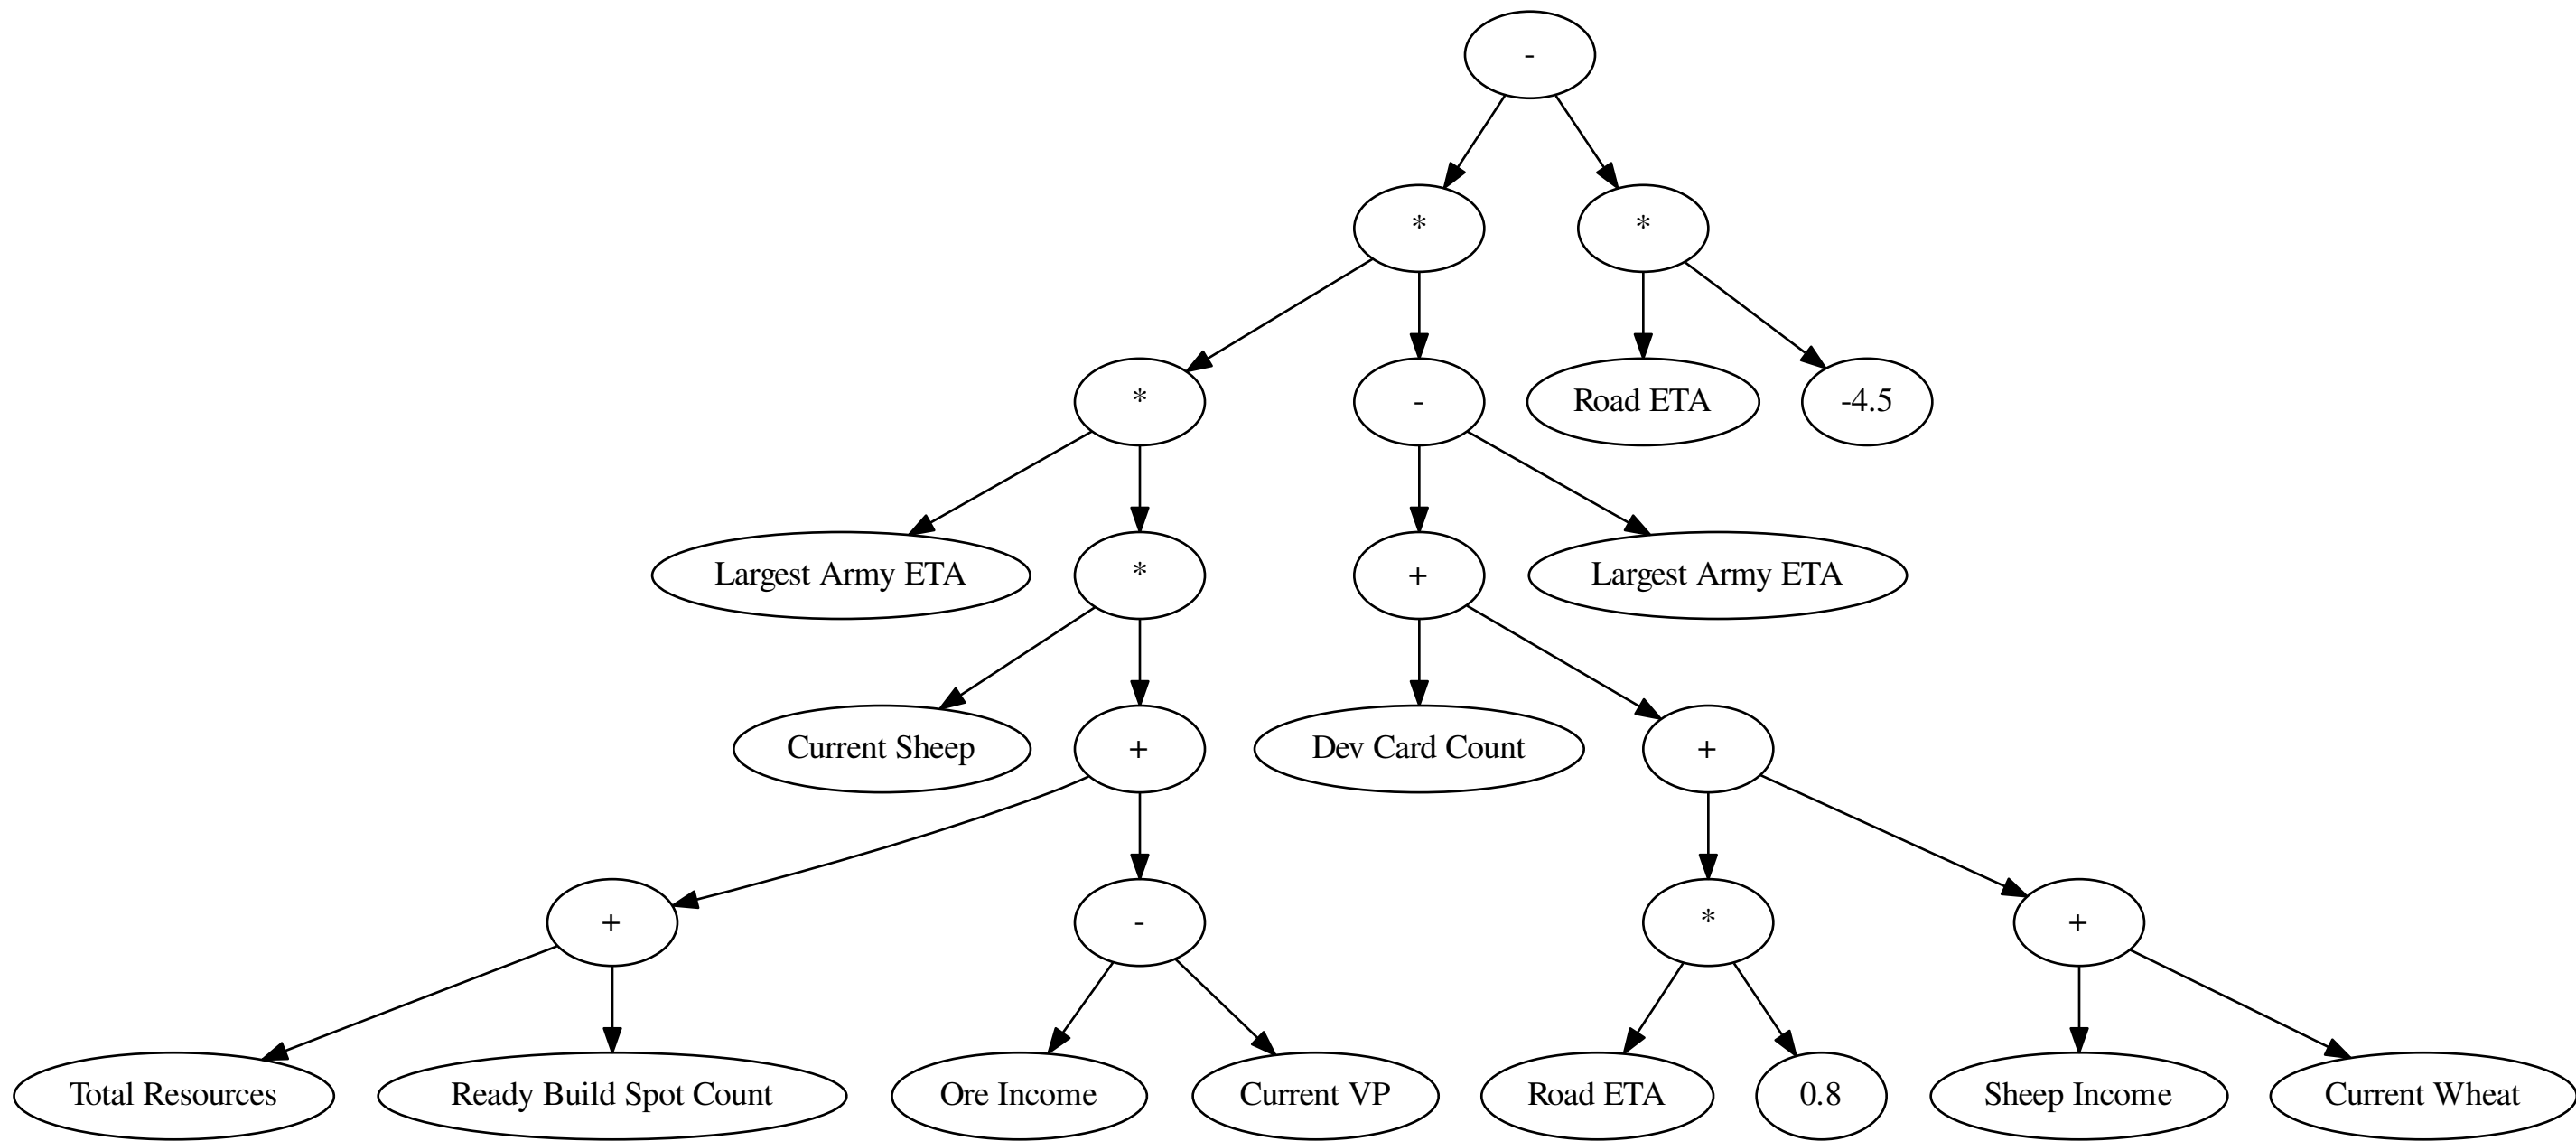 -
*
*
*
-
Road ETA
-4.5
Largest Army ETA
*
+
Largest Army ETA
Current Sheep
+
Dev Card Count
+
+
-
*
+
Total Resources
Ready Build Spot Count
Ore Income
Current VP
Road ETA
0.8
Sheep Income
Current Wheat